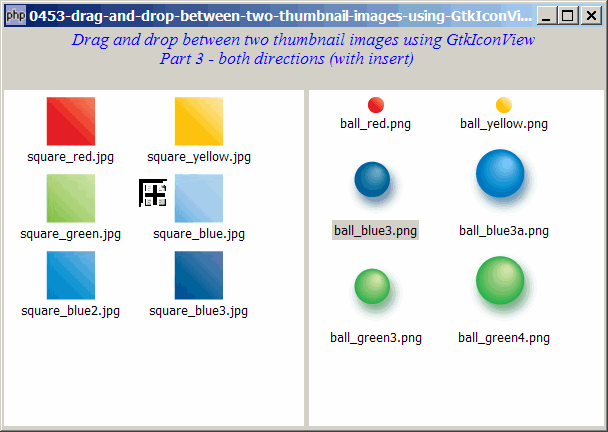 php 0453-drag-and-drop-between-two-thumbnail-images-using-GtkIconVi...
Drag and drop between two thumbnail images using GtkIconView
Part 3 - both directions (with insert)
square_red.jpg square_yellow.jpg
square_green.jpg square_blue.jpg
square_blue2.jpg square_blue3.jpg
ball_red.png ball_yellow.png
ball_blue3.png ball_blue3a.png
ball_green3.png ball_green4.png